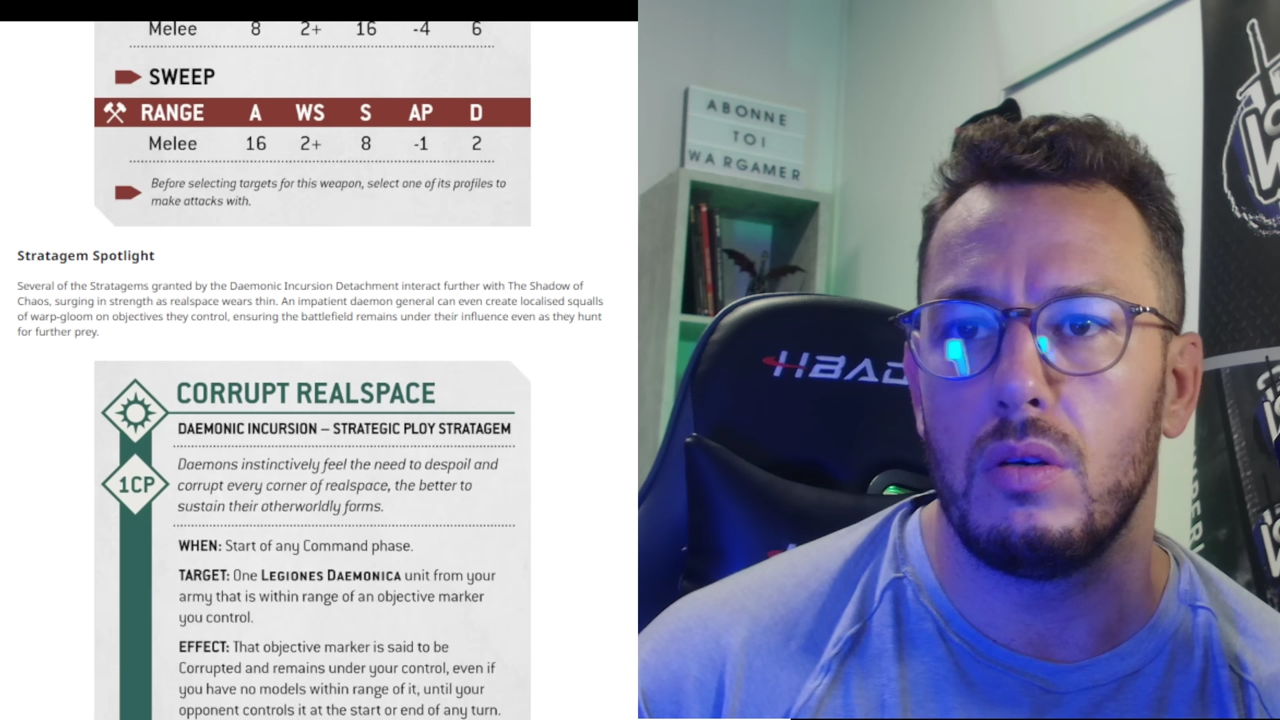 Melee 8 2+ 16 -4 6
SWEEP
RANGE A WS S AP D
Melee 16 2+ 8 -1 2
Before selecting targets for this weapon, select one of its profiles to
make attacks with.
Stratagem Spotlight
Several of the Stratagems granted by the Daemonic Incursion Detachment interact further with The Shadow of
Chaos, surging in strength as realspace wears thin. An impatient daemon general can even create localised squalls
of warp-gloom on objectives they control, ensuring the battlefield remains under their influence even as they hunt
for further prey.
CORRUPT REALSPACE
DAEMONIC INCURSION – STRATEGIC PLOY STRATAGEM
1CP
Daemons instinctively feel the need to despoil and
corrupt every corner of realspace, the better to
sustain their otherworldly forms.
WHEN: Start of any Command phase.
TARGET: One LEGIONES DAEMONICA unit from your
army that is within range of an objective marker
you control.
EFFECT: That objective marker is said to be
Corrupted and remains under your control, even if
you have no models within range of it, until your
opponent controls it at the start or end of any turn.
ABONNE
TOI
WARGAMER